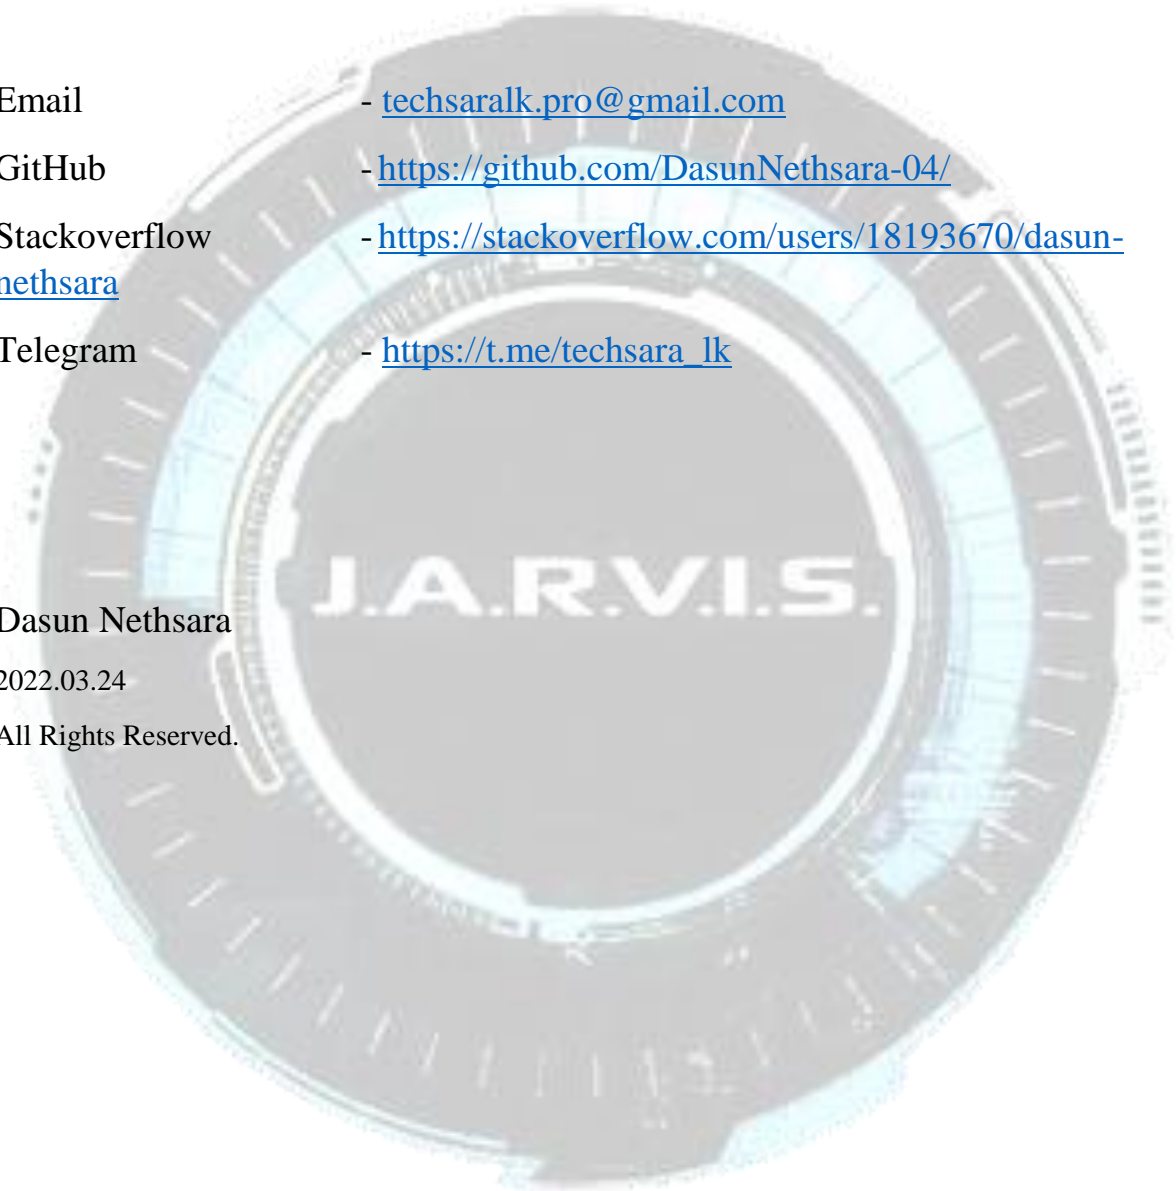 Email - techsaralk.pro@gmail.com
GitHub - https://github.com/DasunNethsara-04/
Stackoverflow - https://stackoverflow.com/users/18193670/dasun-
nethsara
Telegram - https://t.me/techsara_lk
J.A.R.V.I.S.
Dasun Nethsara
2022.03.24
All Rights Reserved.